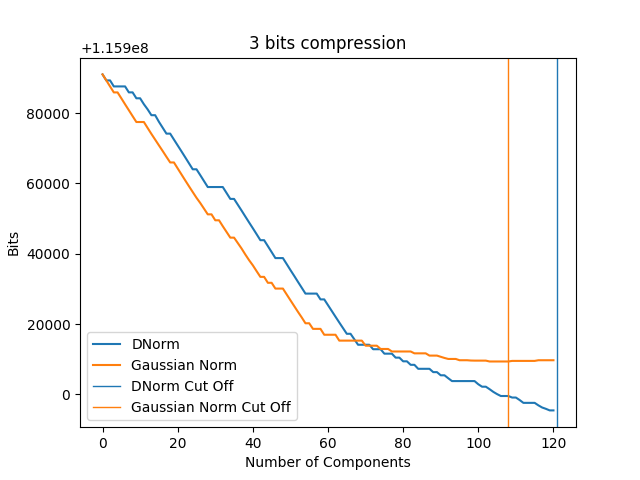 3 bits compression
+1.159e8
80000
60000
40000
20000
0
Bits
DNorm
Gaussian Norm
DNorm Cut Off
Gaussian Norm Cut Off
0 20 40 60 80 100 120
Number of Components